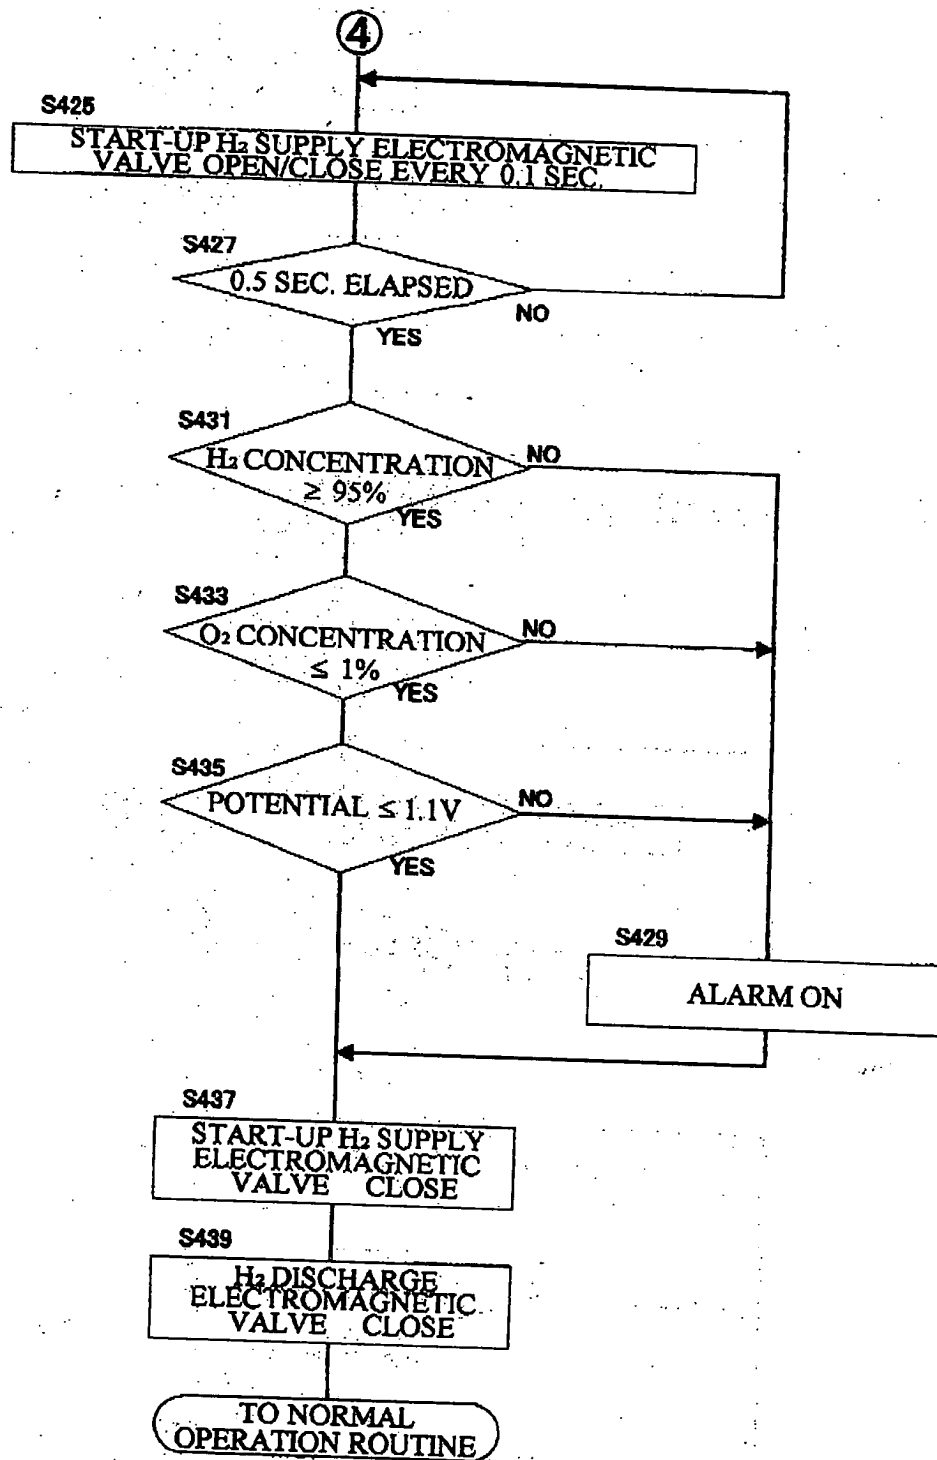 4
S425
START-UP H₂ SUPPLY ELECTROMAGNETIC
VALVE OPEN/CLOSE EVERY 0.1 SEC.
S427
0.5 SEC. ELAPSED
NO
YES
S431
H₂ CONCENTRATION
≥ 95%
NO
YES
S433
O₂ CONCENTRATION
≤ 1%
NO
YES
S435
POTENTIAL ≤ 1.1V
NO
YES
S429
ALARM ON
S437
START-UP H₂ SUPPLY
ELECTROMAGNETIC
VALVE CLOSE
S439
H₂ DISCHARGE
ELECTROMAGNETIC
VALVE CLOSE
TO NORMAL
OPERATION ROUTINE